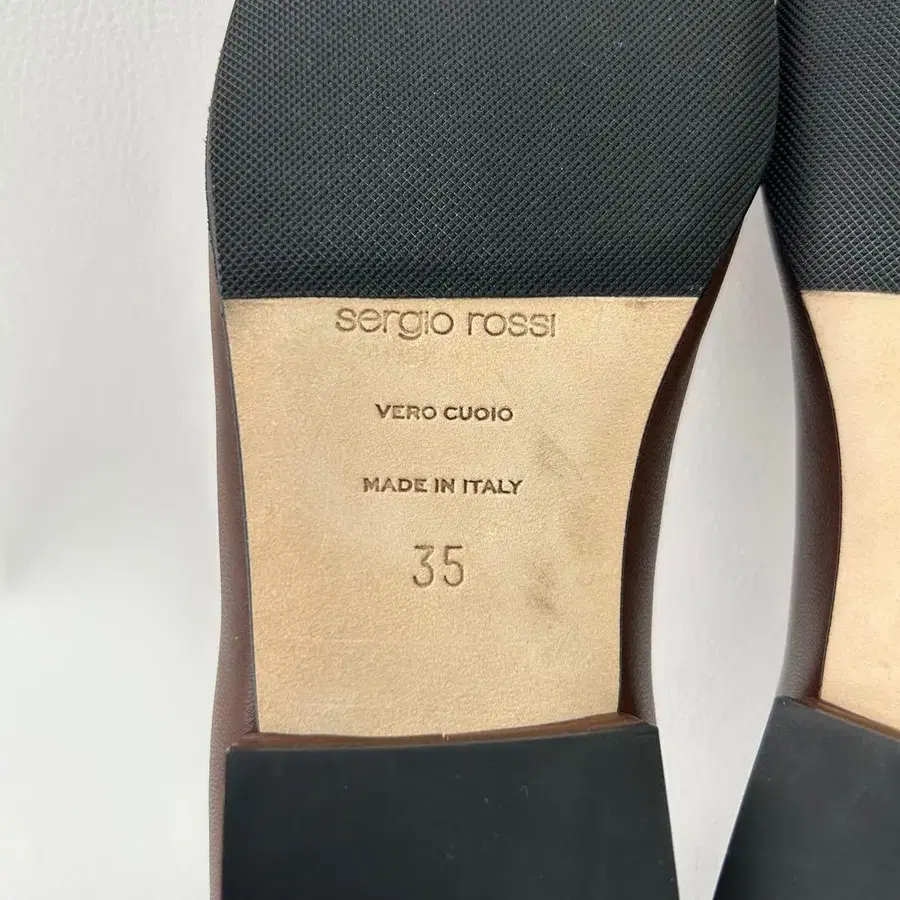 sergio rossi
VERO CUOIO
MADE IN ITALY
35